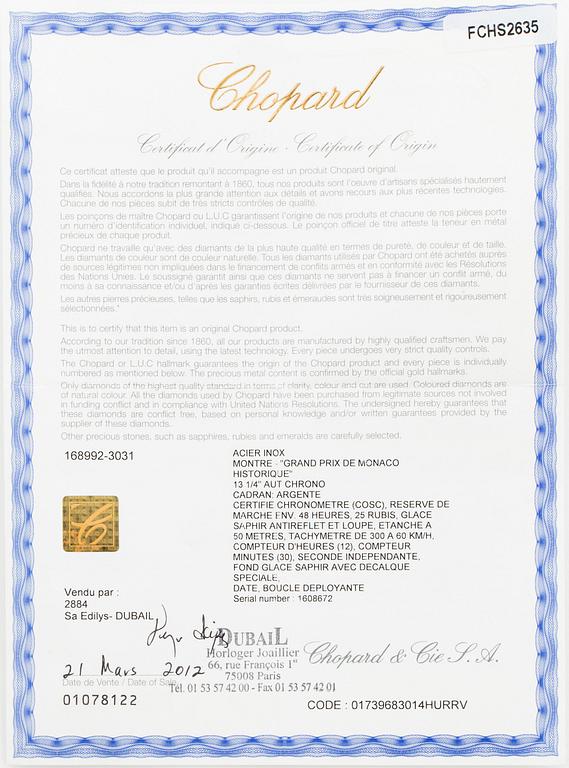 FCHS2635
Chopard
Certificat d'Origine - Certificate of Origin
Ce certificat atteste que le produit qu'il accompagne est un produit Chopard original.
Dans la fidélité à notre tradition remontant à 1860, tous nos produits sont l'oeuvre d'artisans spécialisés hautement
qualifiés. Nous accordons la plus grande attention aux détails et avons recours aux plus récentes technologies.
Chacune de nos pièces subit de très stricts contrôles de qualité.
Les poinçons de maître Chopard ou L.U.C garantissent l'origine de nos produits et chacune de nos pièces porte
un numéro d'identification individuel, indiqué ci-dessous. Le poinçon officiel de titre atteste la teneur en métal
précieux de chaque produit.
Chopard ne travaille qu'avec des diamants de la plus haute qualité en termes de pureté, de couleur et de taille.
Les diamants de couleur sont de couleur naturelle. Tous les diamants utilisés par Chopard ont été achetés auprès
de sources légitimes non impliquées dans le financement de conflits armés et en conformité avec les Résolutions
des Nations Unies. Le soussigné garantit ainsi que ces diamants ne servent pas à financer un conflit armé, du
moins à sa connaissance et/ou d'après les garanties écrites délivrées par le fournisseur de ces diamants.
Les autres pierres précieuses, telles que les saphirs, rubis et émeraudes sont très soigneusement et rigoureusement
sélectionnées."
This is to certify that this item is an original Chopard product.
According to our tradition since 1860, all our products are manufactured by highly qualified craftsmen. We pay
the utmost attention to detail, using the latest technology. Every piece undergoes very strict quality controls.
The Chopard or L.U.C hallmark guarantees the origin of the Chopard product and every piece is individually
numbered as mentioned below. The precious metal content is confirmed by the official gold hallmarks.
Only diamonds of the highest quality standard in terms of clarity, colour and cut are used. Coloured diamonds are
of natural colour. All the diamonds used by Chopard have been purchased from legitimate sources not involved
in funding conflict and in compliance with United Nations Resolutions. The undersigned hereby guarantees that
these diamonds are conflict free, based on personal knowledge and/or written guarantees provided by the
supplier of these diamonds.
Other precious stones, such as sapphires, rubies and emeralds are carefully selected.
168992-3031
ACIER INOX
MONTRE - "GRAND PRIX DE MONACO
HISTORIQUE"
13 1/4" AUT CHRONO
CADRAN: ARGENTE
CERTIFIE CHRONOMETRE (COSC), RESERVE DE
MARCHE ENV. 48 HEURES, 25 RUBIS, GLACE
SAPHIR ANTIREFLET ET LOUPE, ETANCHE A
50 METRES, TACHYMETRE DE 300 A 60 KM/H,
COMPTEUR D'HEURES (12), COMPTEUR
MINUTES (30), SECONDE INDEPENDANTE,
FOND GLACE SAPHIR AVEC DECALQUE
SPECIALE,
DATE, BOUCLE DEPLOYANTE
Serial number : 1608672
Vendu par :
2884
Sa Edilys- DUBAIL
DUBAIL
Horloger Joaillier
66, rue François 1er
75008 Paris
Tél. 01 53 57 42 00 - Fax 01 53 57 42 01
Chopard & Cie S.A.
21 Mars 2012
Date de Vente / Date of Sale
01078122
CODE : 01739683014HURRV